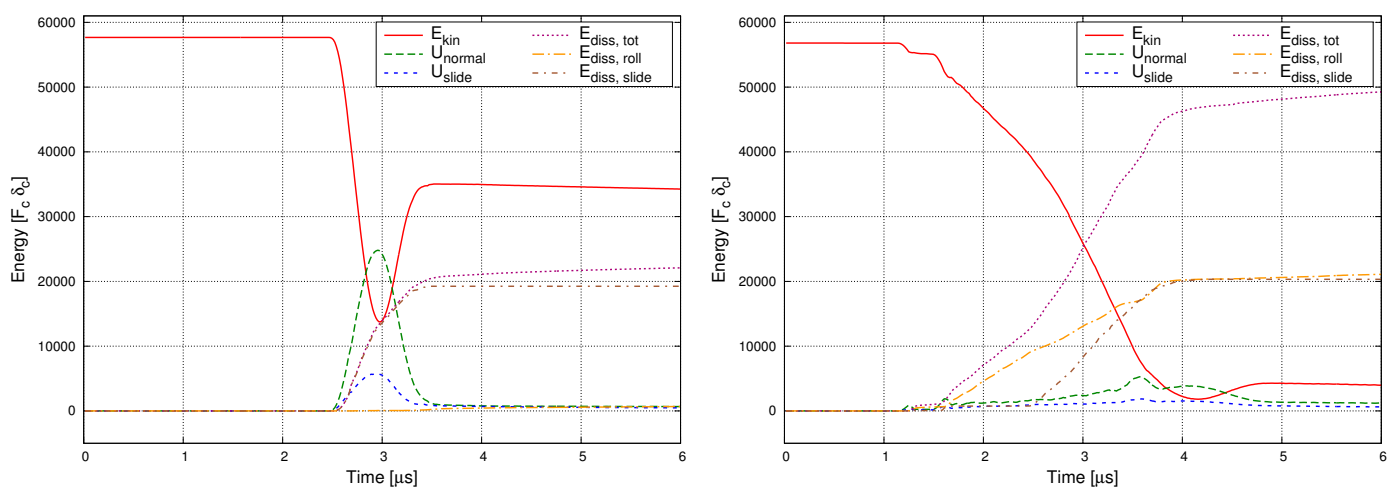 60000
50000
40000
30000
20000
10000
0
Energy [F_c δ_c]
E_kin
U_normal
U_slide
E_diss, tot
E_diss, roll
E_diss, slide
0 1 2 3 4 5 6
Time [μs]
60000
50000
40000
30000
20000
10000
0
Energy [F_c δ_c]
E_kin
U_normal
U_slide
E_diss, tot
E_diss, roll
E_diss, slide
0 1 2 3 4 5 6
Time [μs]